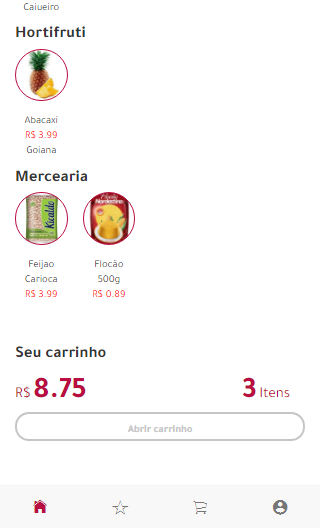 Caiueiro
Hortifruti
Abacaxi
R$ 3.99
Goiana
Mercearia
Kicaldo
Nordestino
Feijao
Carioca
R$ 3.99
Flocão
500g
R$ 0.89
Seu carrinho
R$ 8.75
3 Itens
Abrir carrinho